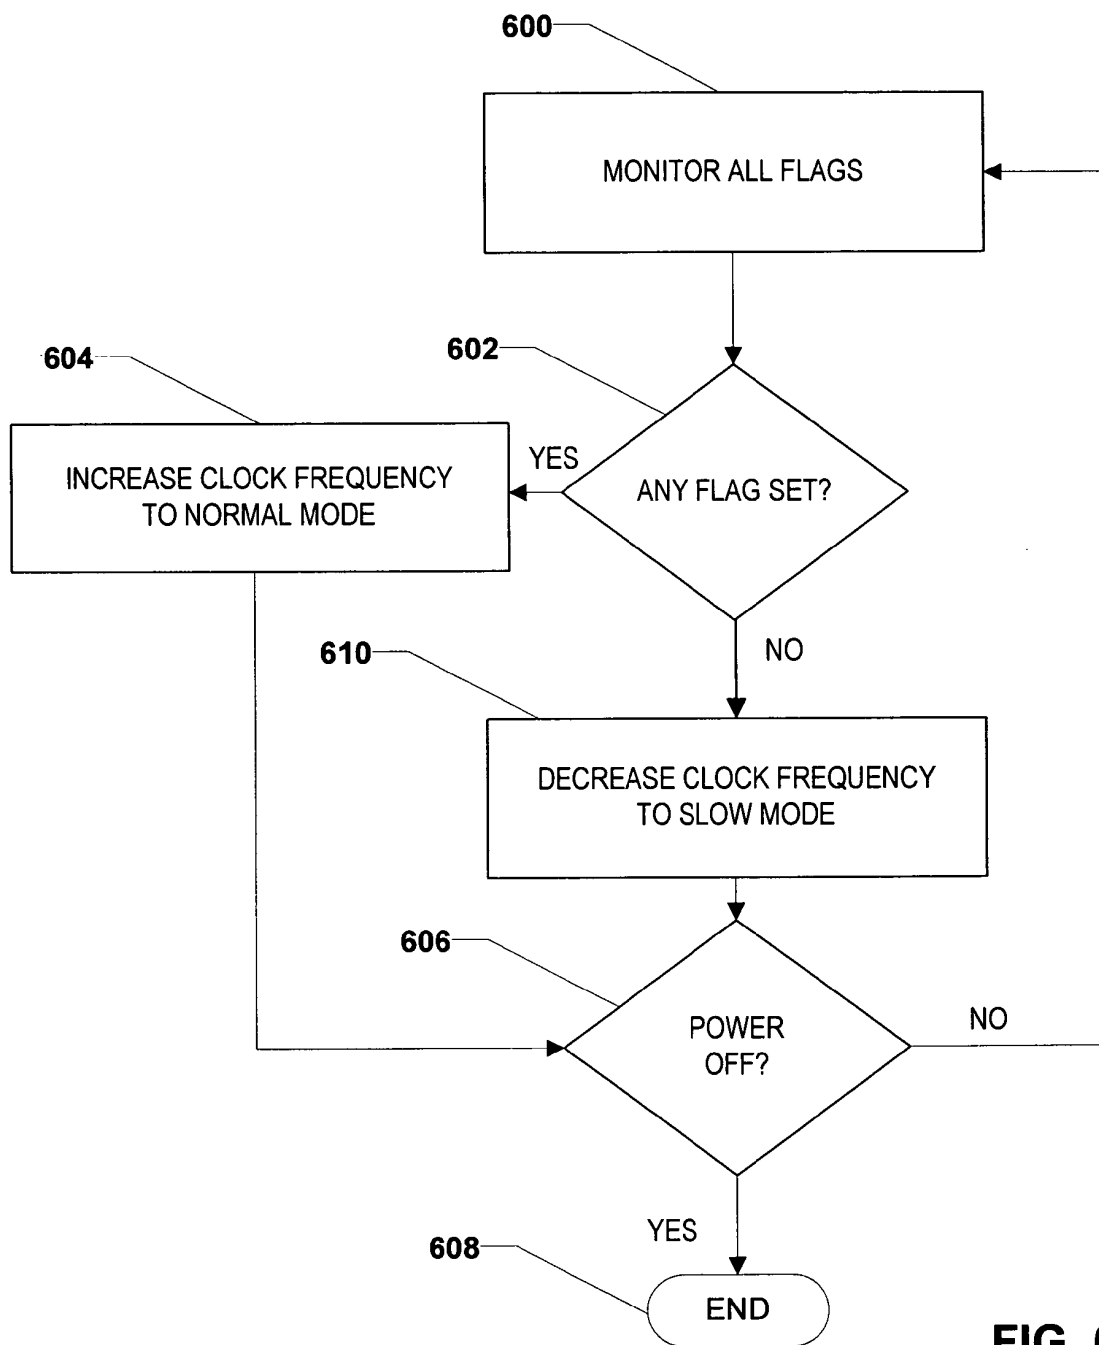 600
MONITOR ALL FLAGS
602
604
YES
ANY FLAG SET?
INCREASE CLOCK FREQUENCY
TO NORMAL MODE
NO
610
DECREASE CLOCK FREQUENCY
TO SLOW MODE
606
POWER
OFF?
NO
YES
608
END
FIG.